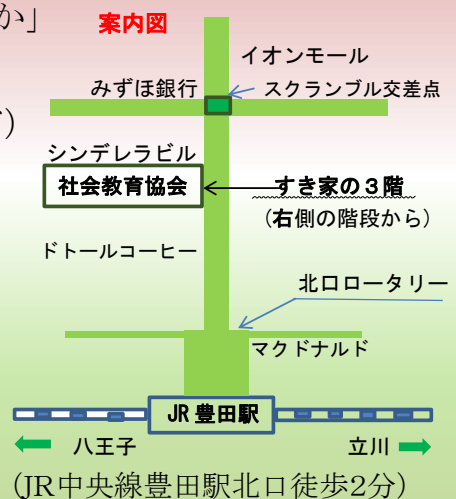 か」
案内図
イオンモール
みずほ銀行
スクランブル交差点
)
シンデレラビル
社会教育協会
すき家の３階
(右側の階段から)
ドトールコーヒー
北口ロータリー
マクドナルド
JR 豊田駅
八王子
立川
(JR中央線豊田駅北口徒歩2分)